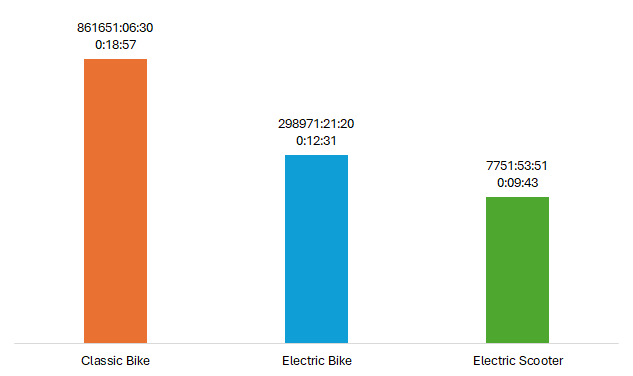 861651:06:30
0:18:57
298971:21:20
0:12:31
7751:53:51
0:09:43
Classic Bike
Electric Bike
Electric Scooter